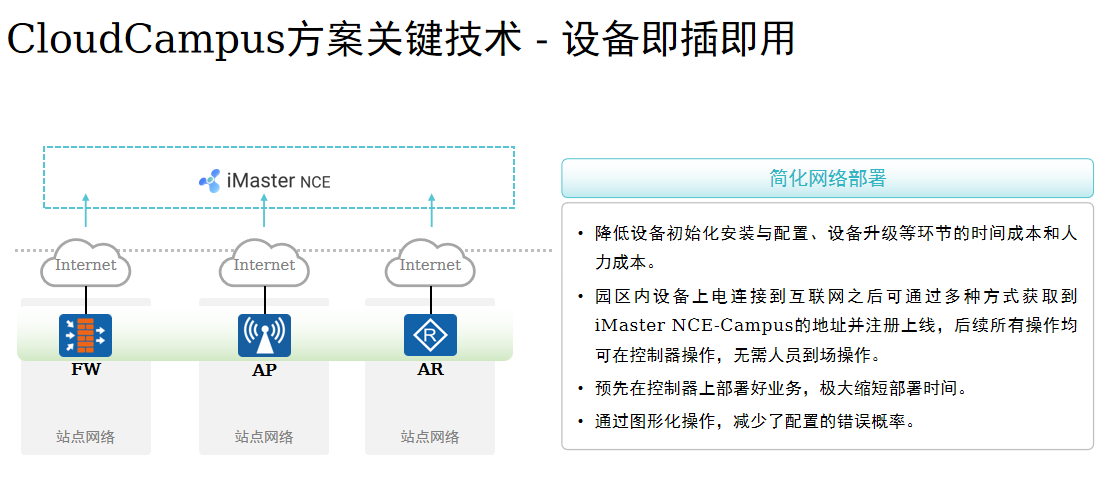 CloudCampus方案关键技术 - 设备即插即用
iMaster NCE
Internet
Internet
Internet
FW
AP
AR
站点网络
站点网络
站点网络
简化网络部署
• 降低设备初始化安装与配置、设备升级等环节的时间成本和人
力成本。
• 园区内设备上电连接到互联网之后可通过多种方式获取到
iMaster NCE-Campus的地址并注册上线，后续所有操作均
可在控制器操作，无需人员到场操作。
• 预先在控制器上部署好业务，极大缩短部署时间。
• 通过图形化操作，减少了配置的错误概率。
R